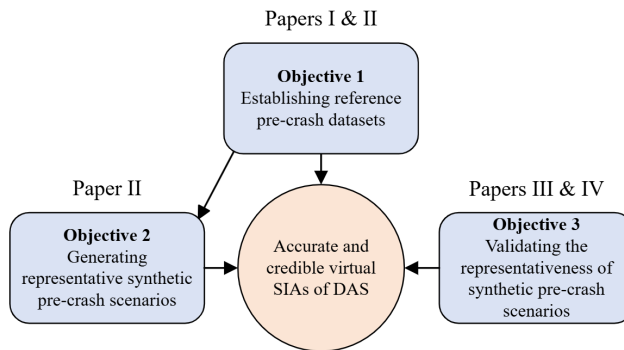 Papers I & II
Objective 1
Establishing reference
pre-crash datasets
Paper II
Objective 2
Generating
representative synthetic
pre-crash scenarios
Accurate and
credible virtual
SIAs of DAS
Papers III & IV
Objective 3
Validating the
representativeness of
synthetic pre-crash
scenarios